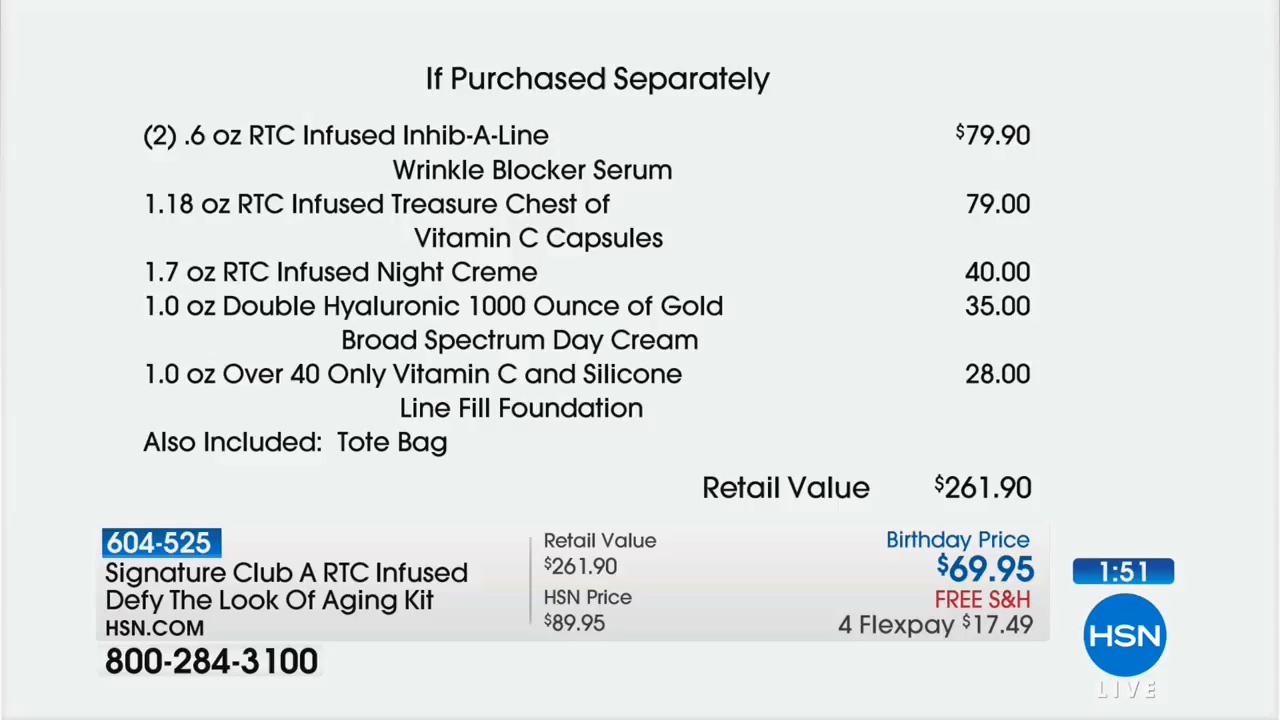 If Purchased Separately
(2) .6 oz RTC Infused Inhib-A-Line $79.90
Wrinkle Blocker Serum
1.18 oz RTC Infused Treasure Chest of 79.00
Vitamin C Capsules
1.7 oz RTC Infused Night Creme 40.00
1.0 oz Double Hyaluronic 1000 Ounce of Gold 35.00
Broad Spectrum Day Cream
1.0 oz Over 40 Only Vitamin C and Silicone 28.00
Line Fill Foundation
Also Included: Tote Bag
Retail Value $261.90
604-525
Signature Club A RTC Infused
Defy The Look Of Aging Kit
HSN.COM
800-284-3100
Retail Value
$261.90
HSN Price
$89.95
Birthday Price
$69.95
FREE S&H
4 Flexpay $17.49
1:51
HSN
LIVE